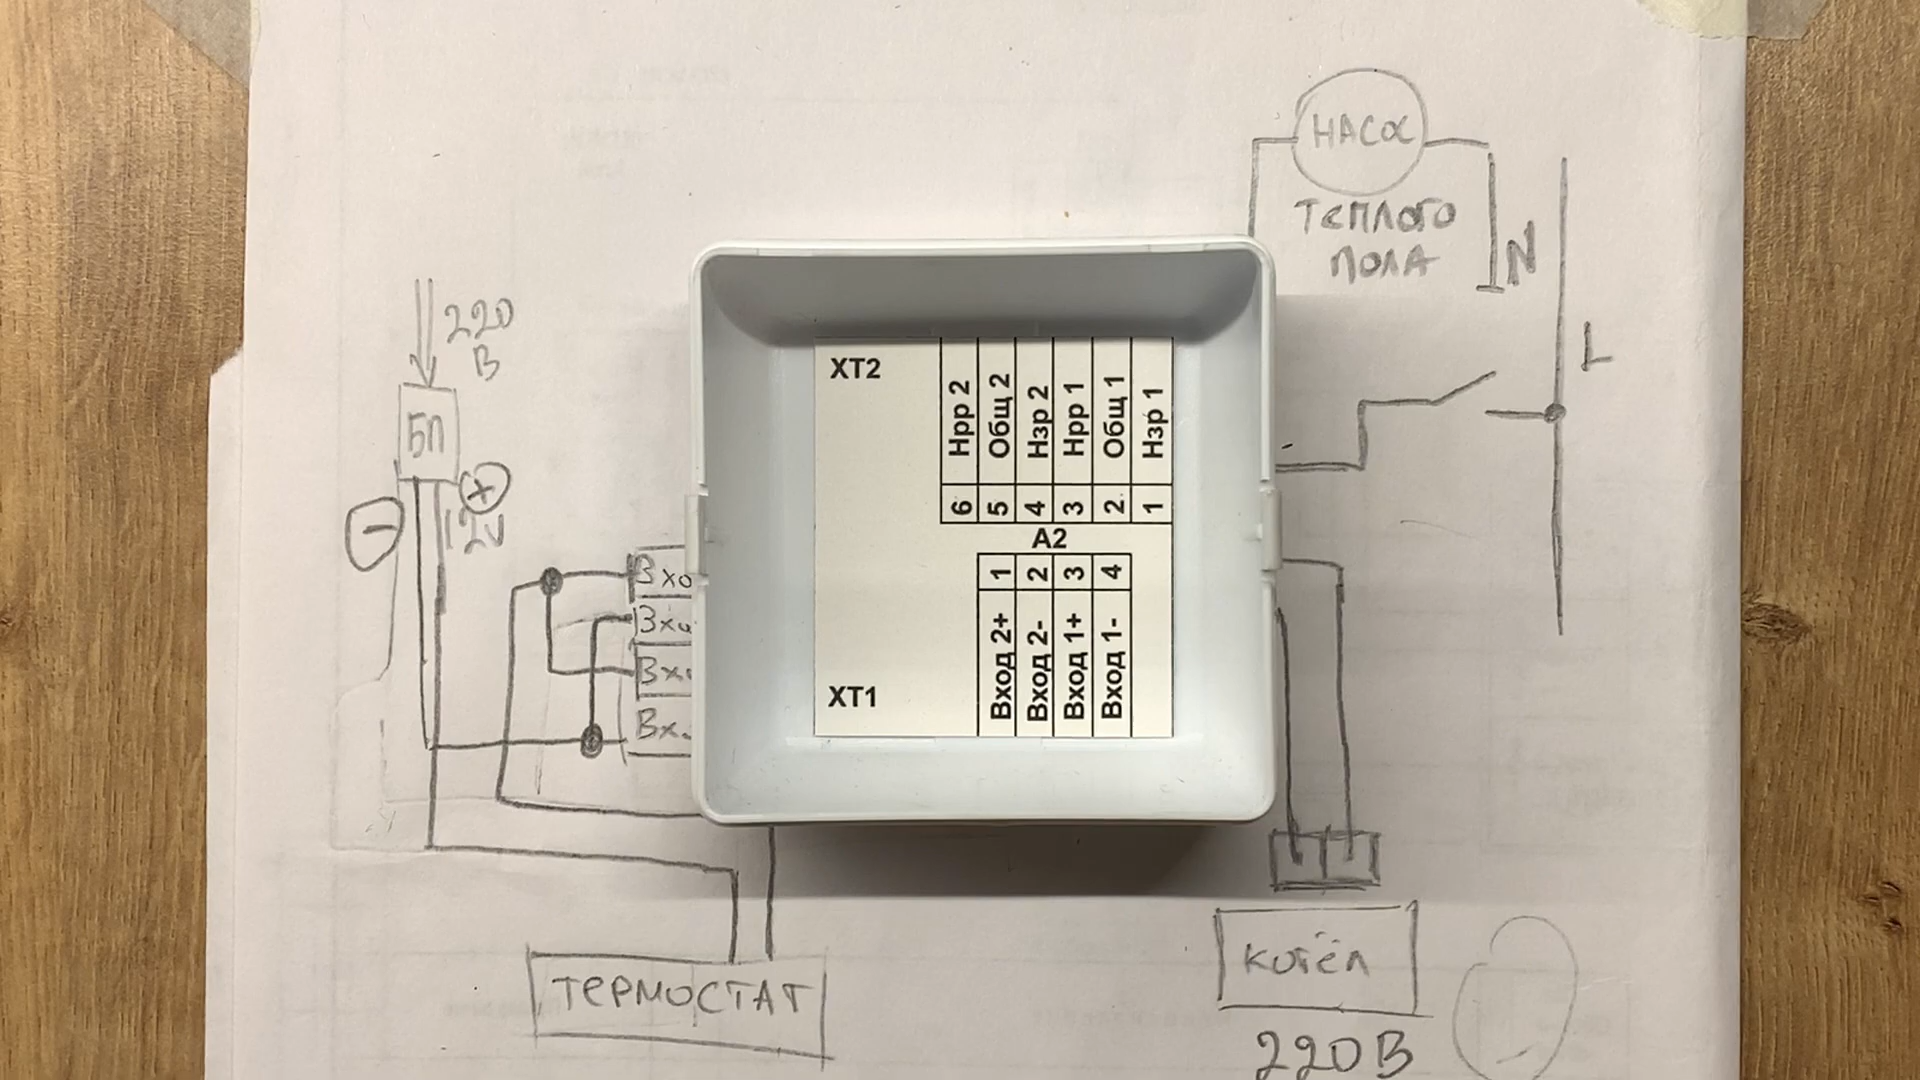 НАСОС
ТЕПЛОГО
ПОЛА
N
L
220
В
БП
+
-
12V
XT2
6 Нрр 2
5 Общ 2
4 Нзр 2
3 Нрр 1
2 Общ 1
1 Нзр 1
A2
Вход 2+ 1
Вход 2- 2
Вход 1+ 3
Вход 1- 4
XT1
Вхо
Вх
Вх
Вх
ТЕРМОСТАТ
КОТЁЛ
220В